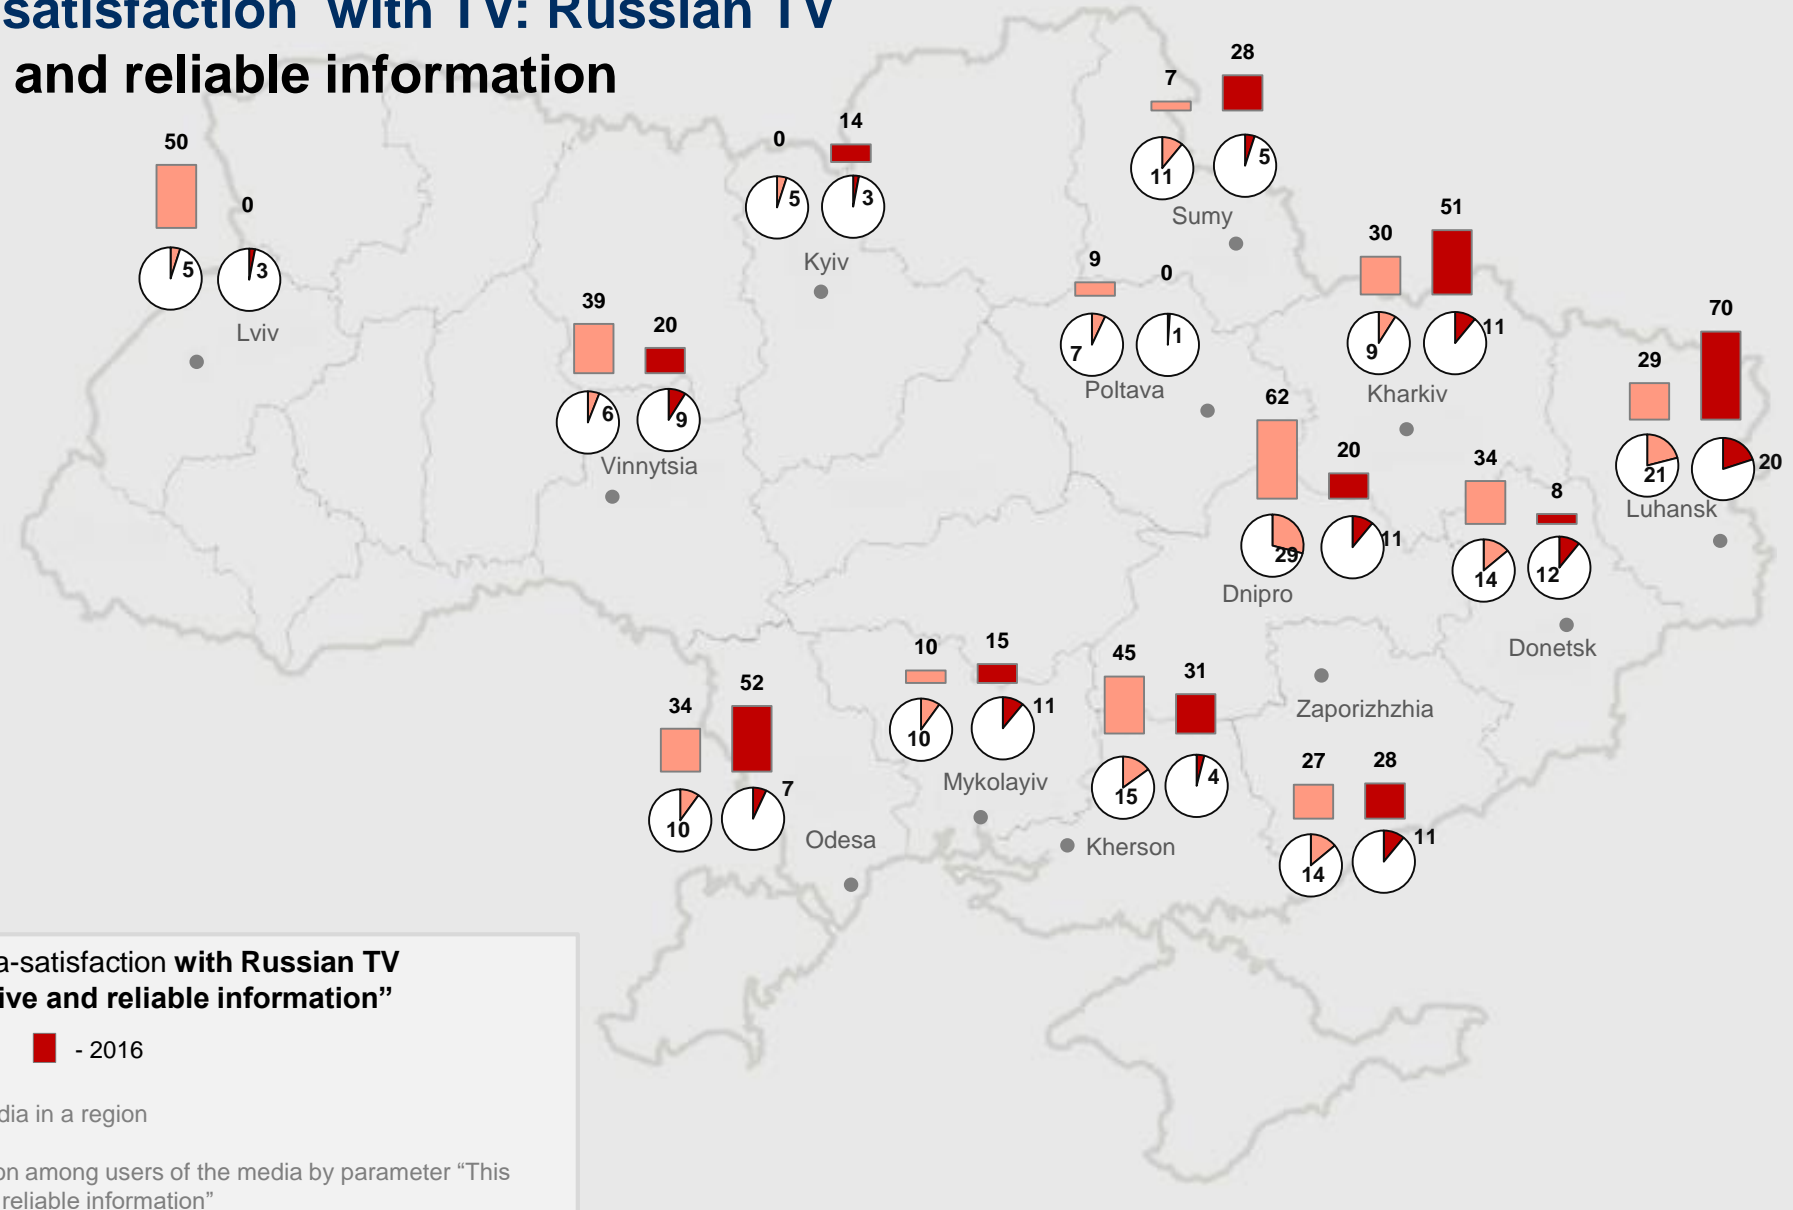 satisfaction with TV: Russian TV
and reliable information
28
7
14
0
50
0
5
11
51
30
5
3
Sumy
9
0
5
3
Kyiv
39
20
70
29
Lviv
7
1
11
9
Poltava
Kharkiv
62
6
9
20
34
8
20
21
Vinnytsia
Luhansk
29
11
14
12
Dnipro
Donetsk
10
15
45
31
34
52
Zaporizhzhia
10
11
27
28
Mykolayiv
15
4
7
10
Odesa
Kherson
11
14
a-satisfaction with Russian TV
ive and reliable information”
- 2016
dia in a region
on among users of the media by parameter “This
reliable information”